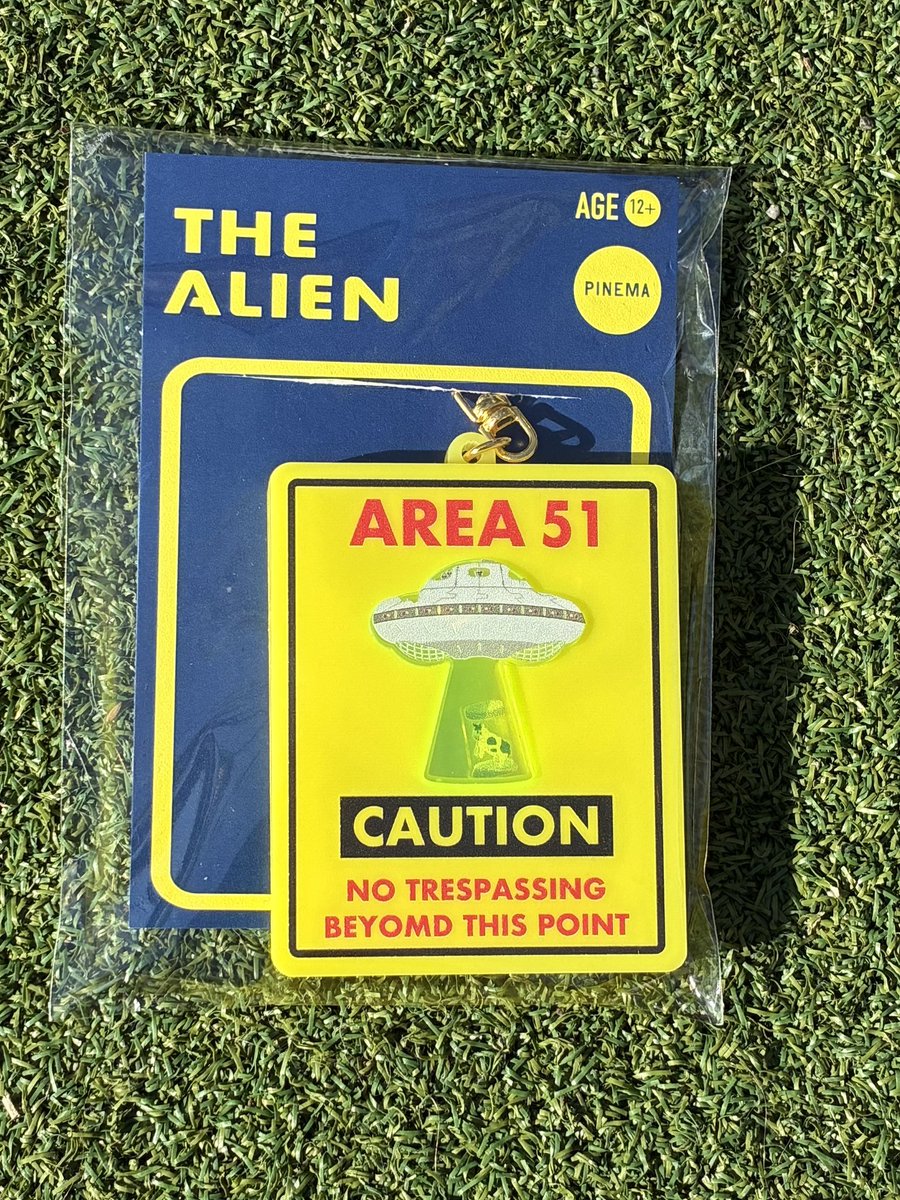 THE
ALIEN
AGE 12+
PINEMA
AREA 51
CAUTION
NO TRESPASSING
BEYOMD THIS POINT